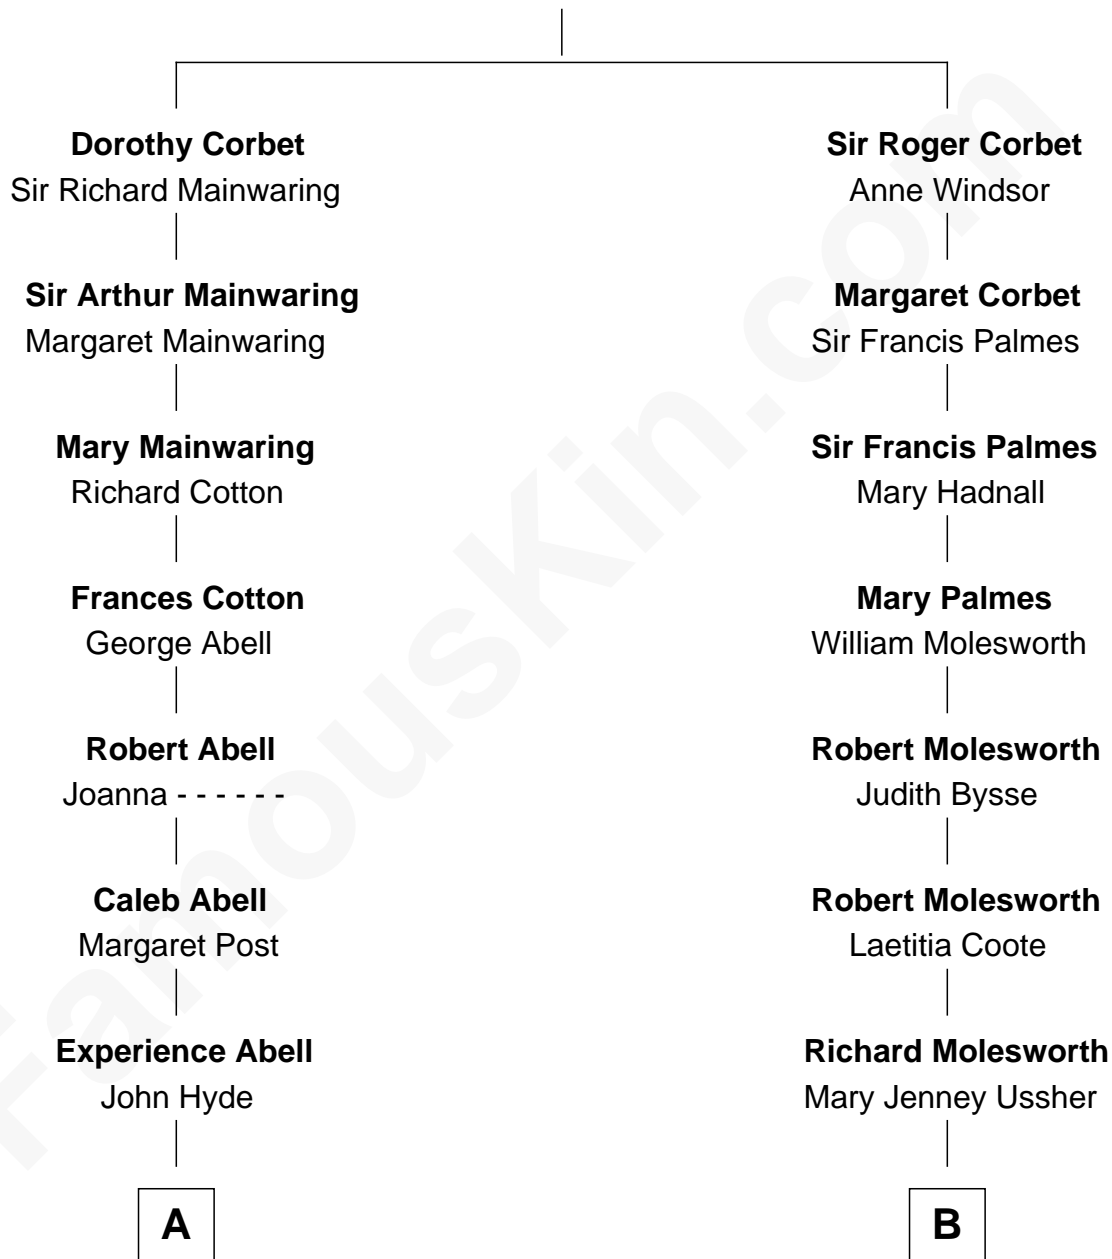 Dorothy Corbet
Sir Richard Mainwaring
Sir Roger Corbet
Anne Windsor
Sir Arthur Mainwaring
Margaret Mainwaring
Margaret Corbet
Sir Francis Palmes
Mary Mainwaring
Richard Cotton
Sir Francis Palmes
Mary Hadnall
Frances Cotton
George Abell
Mary Palmes
William Molesworth
Robert Abell
Joanna - - - - - -
Robert Molesworth
Judith Bysse
Caleb Abell
Margaret Post
Robert Molesworth
Laetitia Coote
Experience Abell
John Hyde
Richard Molesworth
Mary Jenney Ussher
A
B
FamousKin.com